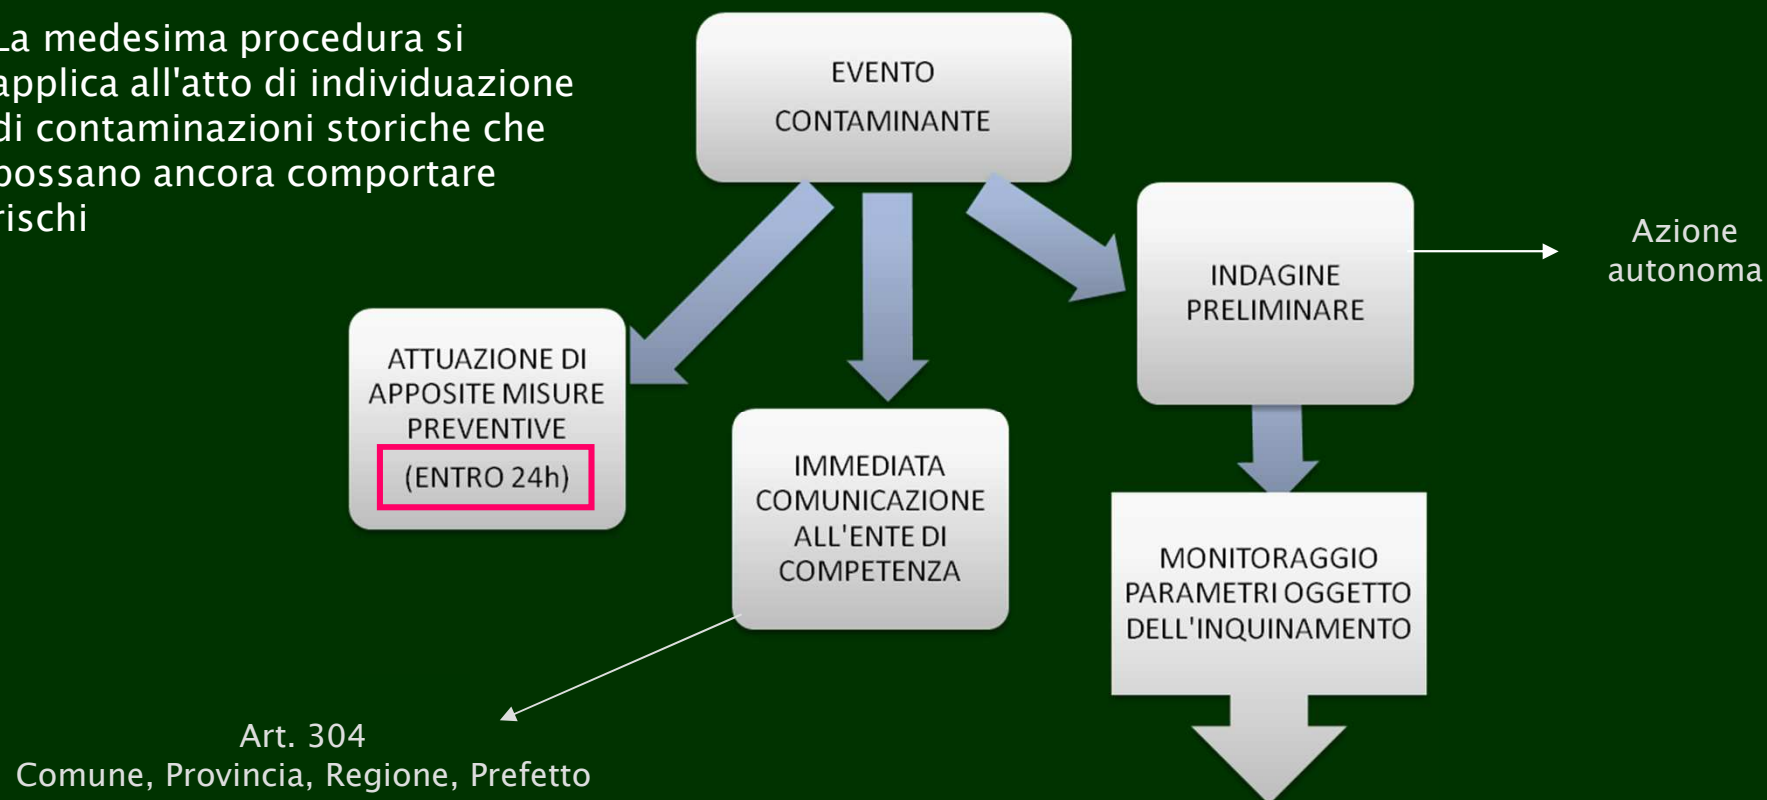 La medesima procedura si
applica all'atto di individuazione
di contaminazioni storiche che
possano ancora comportare
rischi
EVENTO
CONTAMINANTE
ATTUAZIONE DI
APPOSITE MISURE
PREVENTIVE
(ENTRO 24h)
IMMEDIATA
COMUNICAZIONE
ALL'ENTE DI
COMPETENZA
INDAGINE
PRELIMINARE
Azione
autonoma
MONITORAGGIO
PARAMETRI OGGETTO
DELL'INQUINAMENTO
Art. 304
Comune, Provincia, Regione, Prefetto